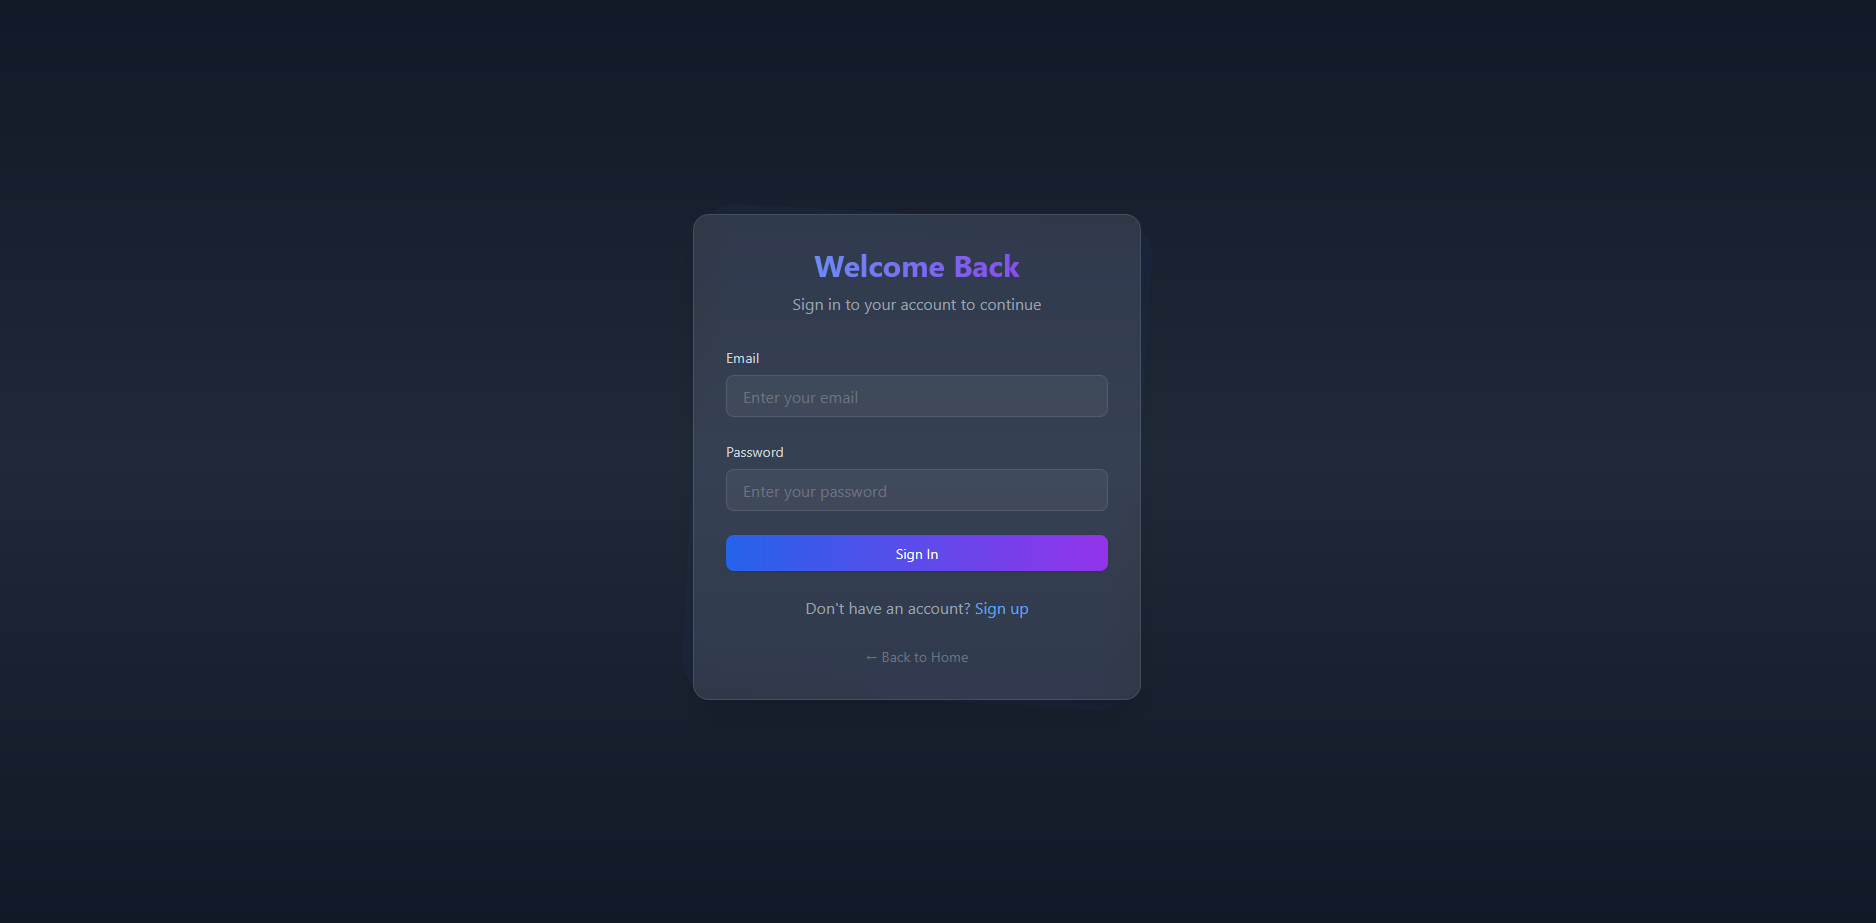 Welcome Back
Sign in to your account to continue
Email
Enter your email
Password
Enter your password
Sign In
Don't have an account? Sign up
← Back to Home